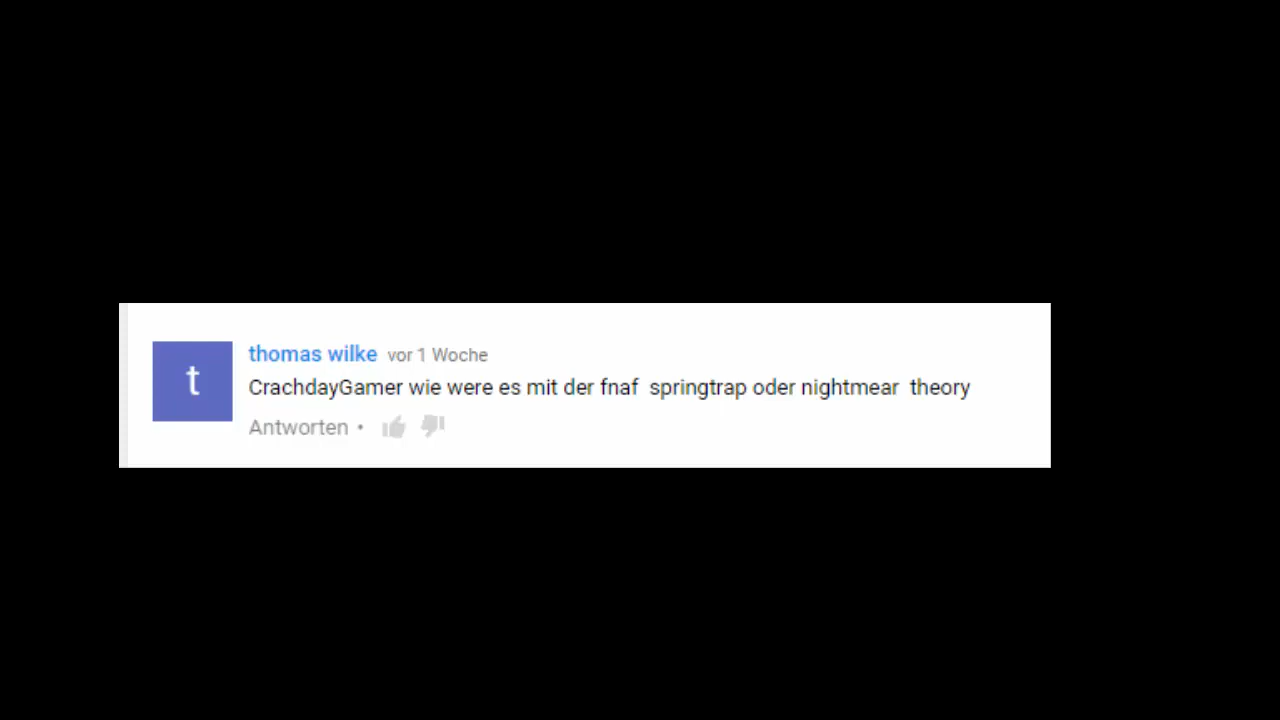 t
thomas wilke vor 1 Woche
CrachdayGamer wie were es mit der fnaf springtrap oder nightmear theory
Antworten •